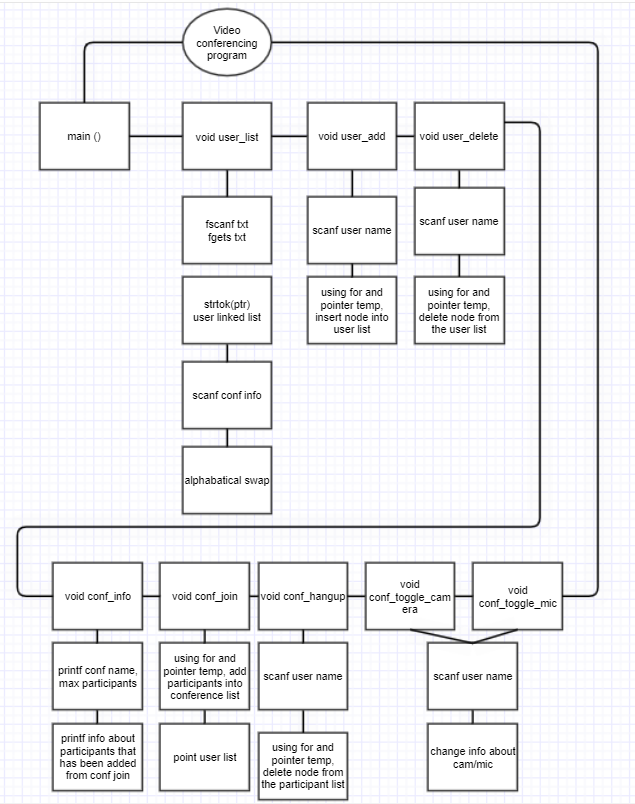 Video
conferencing
program
main ()
void user_list
void user_add
void user_delete
fscanf txt
fgets txt
scanf user name
scanf user name
strtok(ptr)
user linked list
using for and
pointer temp,
insert node into
user list
using for and
pointer temp,
delete node from
the user list
scanf conf info
alphabatical swap
void conf_info
void conf_join
void conf_hangup
void
conf_toggle_cam
era
void
conf_toggle_mic
printf conf name,
max participants
using for and
pointer temp, add
participants into
conference list
scanf user name
scanf user name
printf info about
participants that
has been added
from conf join
point user list
using for and
pointer temp,
delete node from
the participant list
change info about
cam/mic